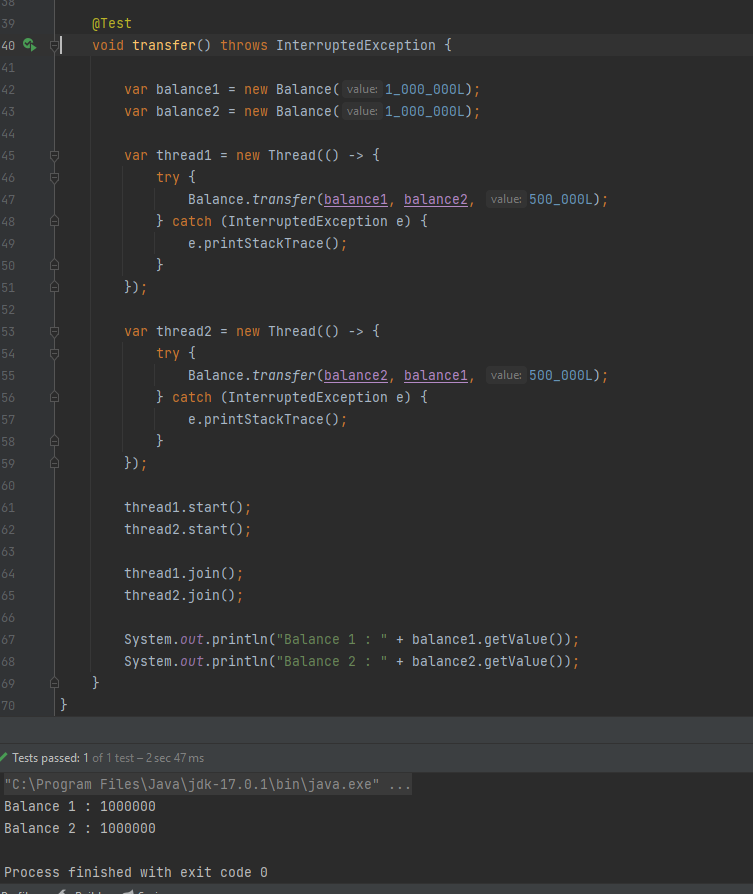 38
39 @Test
40 void transfer() throws InterruptedException {
41
42 var balance1 = new Balance( value: 1_000_000L);
43 var balance2 = new Balance( value: 1_000_000L);
44
45 var thread1 = new Thread(() -> {
46 try {
47 Balance.transfer(balance1, balance2, value: 500_000L);
48 } catch (InterruptedException e) {
49 e.printStackTrace();
50 }
51 });
52
53 var thread2 = new Thread(() -> {
54 try {
55 Balance.transfer(balance2, balance1, value: 500_000L);
56 } catch (InterruptedException e) {
57 e.printStackTrace();
58 }
59 });
60
61 thread1.start();
62 thread2.start();
63
64 thread1.join();
65 thread2.join();
66
67 System.out.println("Balance 1 : " + balance1.getValue());
68 System.out.println("Balance 2 : " + balance2.getValue());
69 }
70 }
Tests passed: 1 of 1 test – 2 sec 47 ms
"C:\Program Files\Java\jdk-17.0.1\bin\java.exe" ...
Balance 1 : 1000000
Balance 2 : 1000000
Process finished with exit code 0